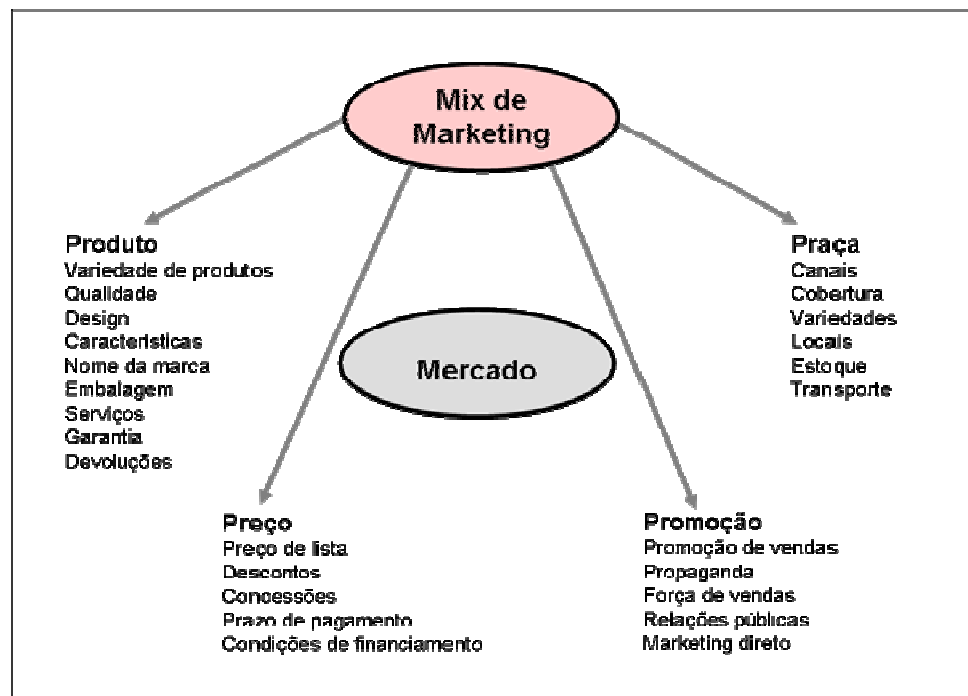 Mix de
Marketing
Produto
Variedade de produtos
Qualidade
Design
Características
Nome da marca
Embalagem
Serviços
Garantia
Devoluções
Praça
Canais
Cobertura
Variedades
Locais
Estoque
Transporte
Mercado
Preço
Preço de lista
Descontos
Concessões
Prazo de pagamento
Condições de financiamento
Promoção
Promoção de vendas
Propaganda
Força de vendas
Relações públicas
Marketing direto